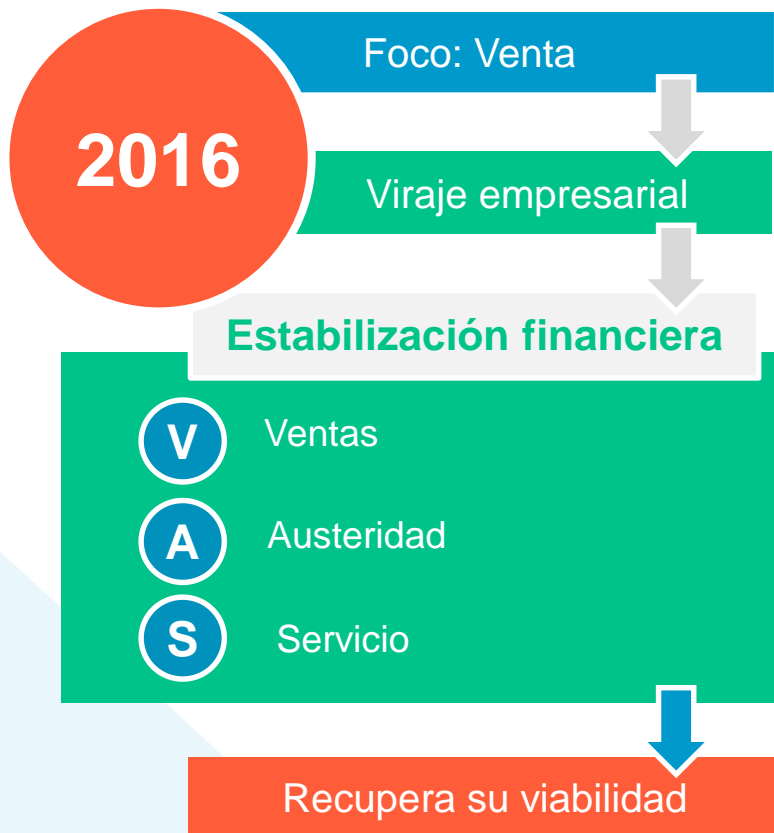 Foco: Venta
2016
Viraje empresarial
Estabilización financiera
V Ventas
A Austeridad
S Servicio
Recupera su viabilidad